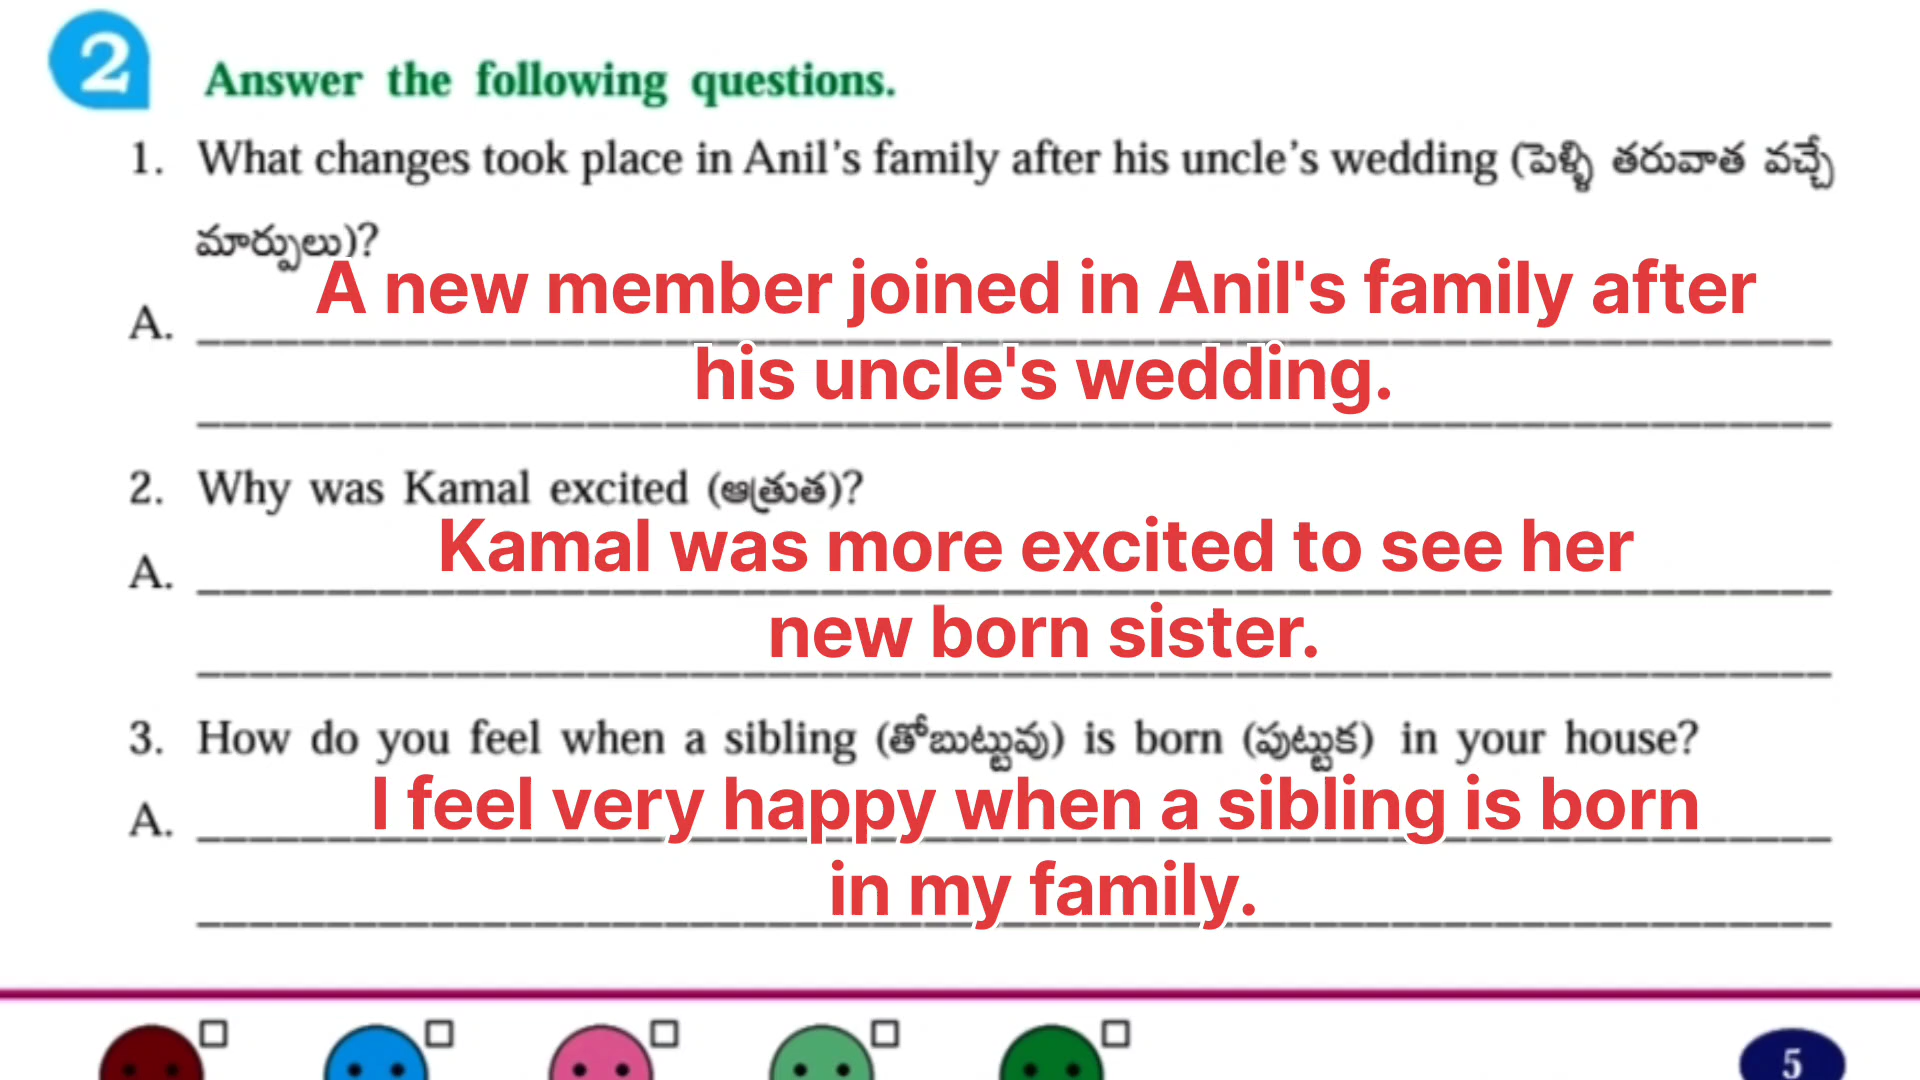 2 Answer the following questions.
1. What changes took place in Anil's family after his uncle's wedding (పెళ్ళి తరువాత వచ్చే
మార్పులు)?
A. A new member joined in Anil's family after
his uncle's wedding.
2. Why was Kamal excited (ఆత్రుత)?
A. Kamal was more excited to see her
new born sister.
3. How do you feel when a sibling (తోబుట్టువు) is born (పుట్టుక) in your house?
A. I feel very happy when a sibling is born
in my family.
5